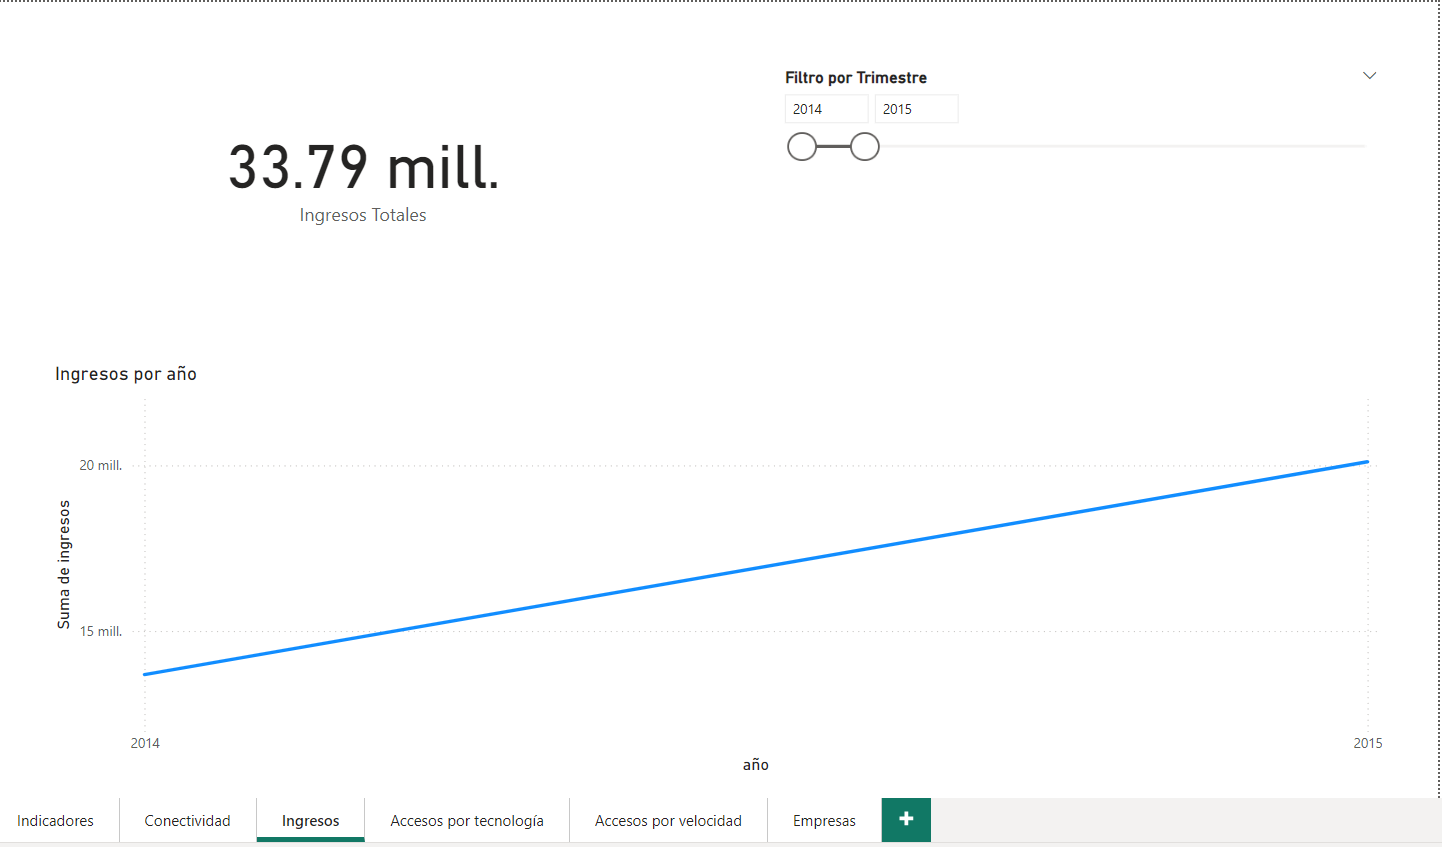 Filtro por Trimestre
2014 2015
33.79 mill.
Ingresos Totales
Ingresos por año
20 mill.
15 mill.
Suma de ingresos
2014 2015
año
Indicadores Conectividad Ingresos Accesos por tecnología Accesos por velocidad Empresas +